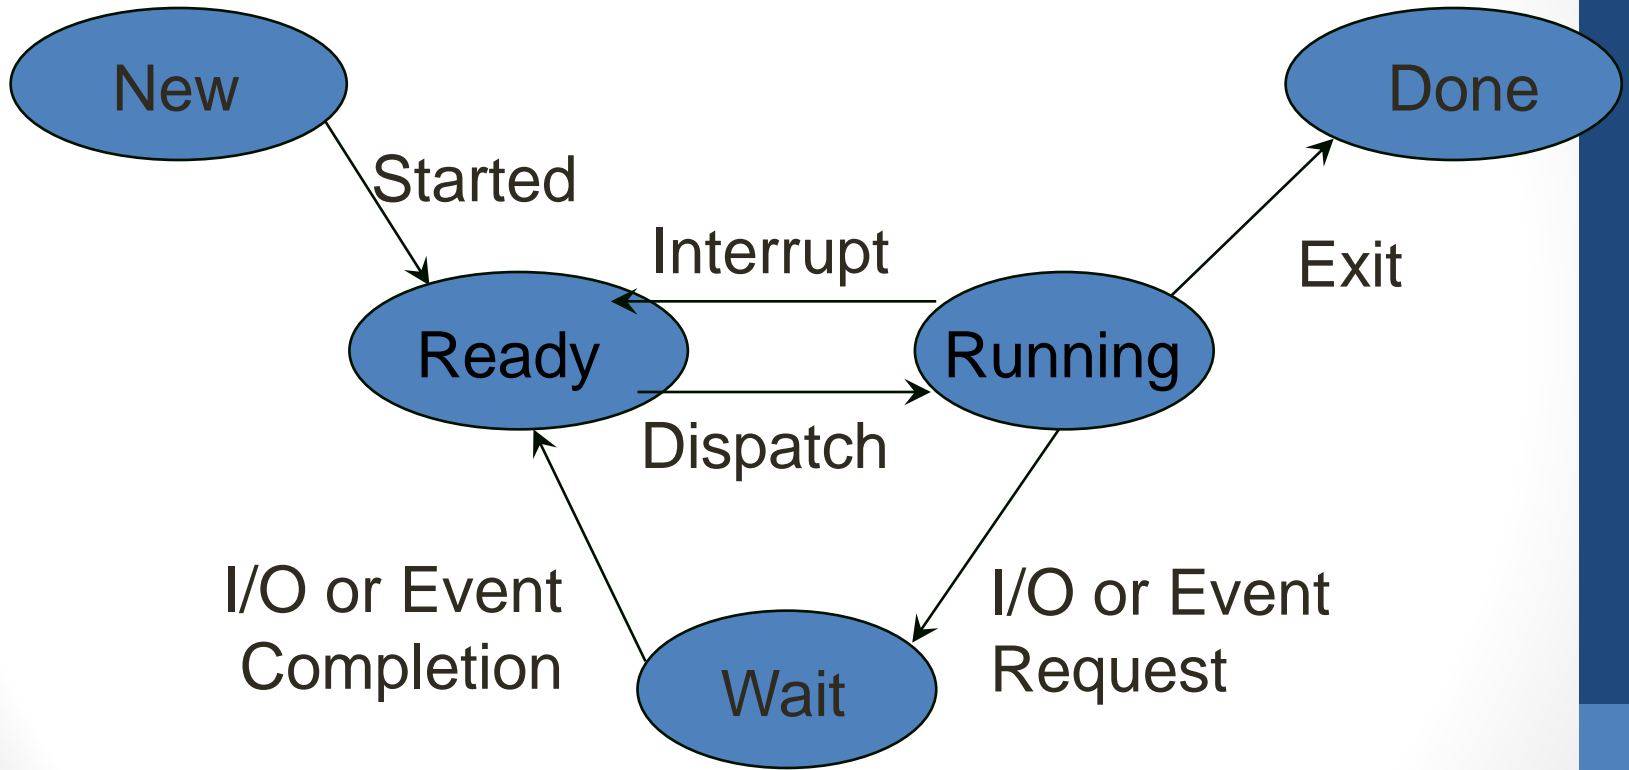 New
Done
Started
Interrupt
Exit
Ready
Running
Dispatch
I/O or Event
Completion
I/O or Event
Request
Wait